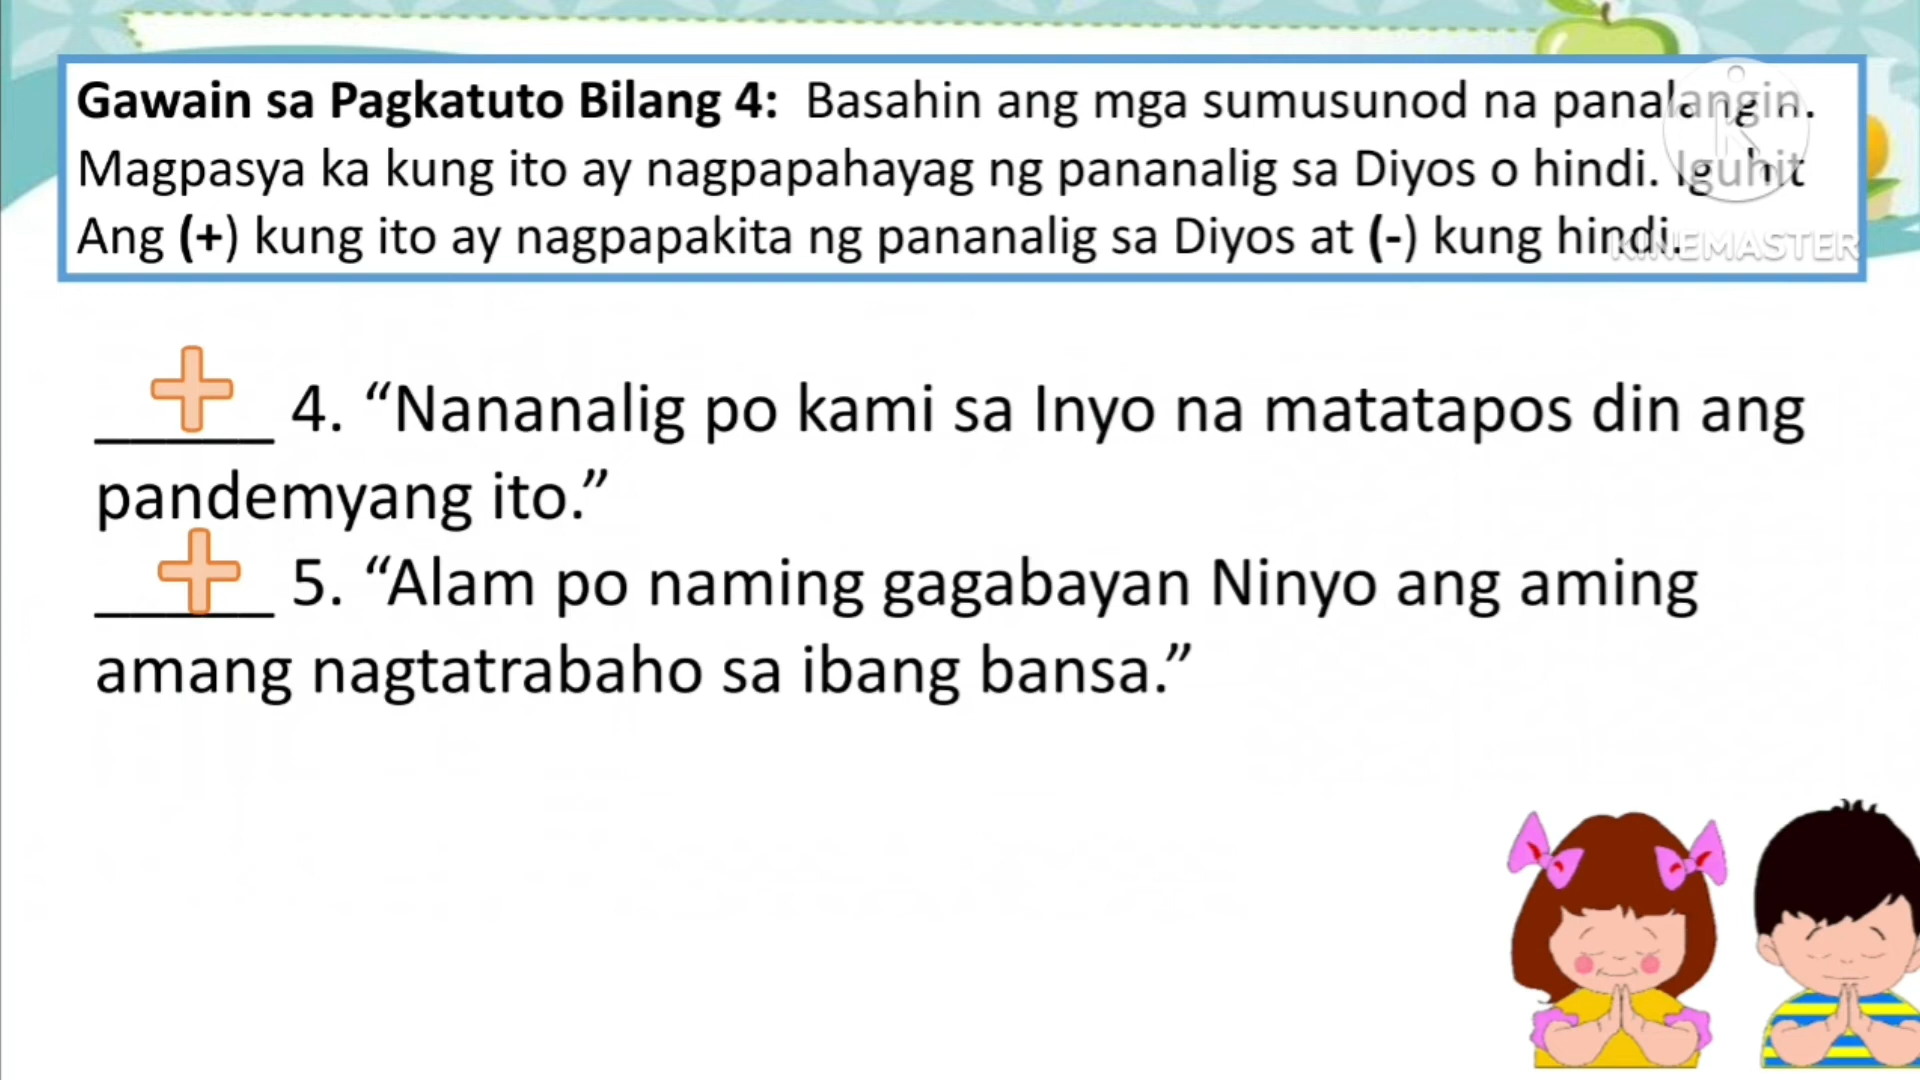 Gawain sa Pagkatuto Bilang 4: Basahin ang mga sumusunod na panalangin.
Magpasya ka kung ito ay nagpapahayag ng pananalig sa Diyos o hindi. Iguhit
Ang (+) kung ito ay nagpapakita ng pananalig sa Diyos at (-) kung hindi.
KINEMASTER
______ 4. “Nananalig po kami sa Inyo na matatapos din ang
pandemyang ito.”
______ 5. “Alam po naming gagabayan Ninyo ang aming
amang nagtatrabaho sa ibang bansa.”